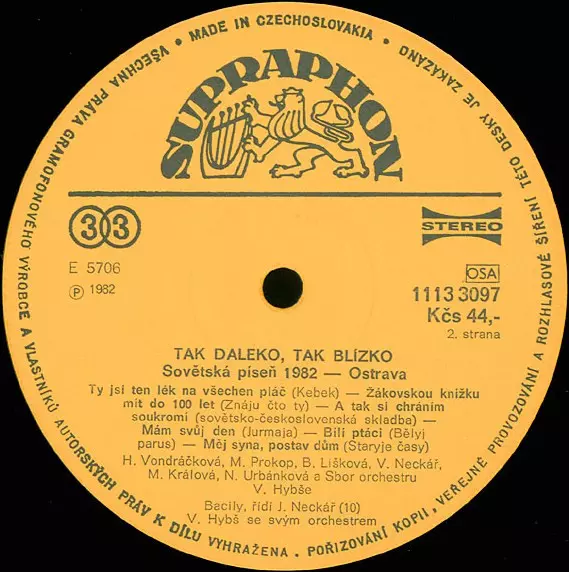 VŠECHNA PRÁVA GRAMOFONOVÉHO VÝROBCE A VLASTNÍKŮ AUTORSKÝCH PRÁV K DÍLU VYHRAŽENA. POŘIZOVÁNÍ KOPIÍ, VEŘEJNÉ PROVOZOVÁNÍ A ROZHLASOVÉ ŠÍŘENÍ TÉTO DESKY JE ZAKÁZÁNO • MADE IN CZECHOSLOVAKIA •
SUPRAPHON
33
STEREO
E 5706
Ⓟ 1982
OSA
1113 3097
Kčs 44,-
2. strana
TAK DALEKO, TAK BLÍZKO
Sovětská píseň 1982 — Ostrava
Ty jsi ten lék na všechen pláč (Kebek) — Žákovskou knížku
mít do 100 let (Znáju čto ty) — A tak si chráním
soukromí (sovětsko-československá skladba) —
Mám svůj den (Jurmaja) — Bílí ptáci (Bělyj
parus) — Měj syna, postav dům (Staryje časy)
H. Vondráčková, M. Prokop, B. Lišková, V. Neckář,
M. Králová, N. Urbánková a Sbor orchestru
V. Hybše
Bacily, řídí J. Neckář (10)
V. Hybš se svým orchestrem